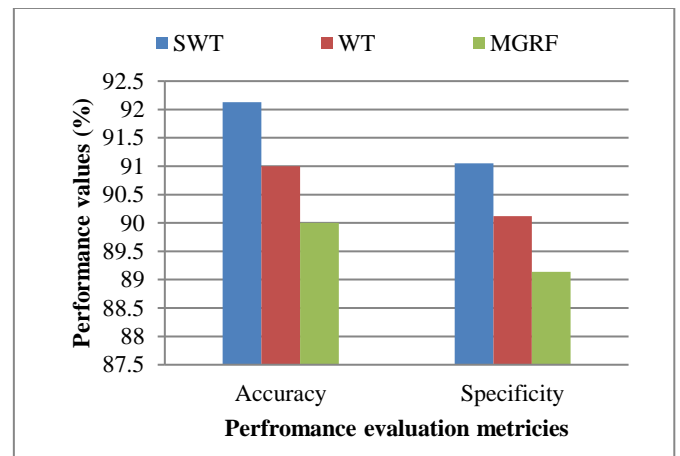 SWT WT MGRF
Performance values (%)
92.5
92
91.5
91
90.5
90
89.5
89
88.5
88
87.5
Accuracy Specificity
Perfromance evaluation metricies